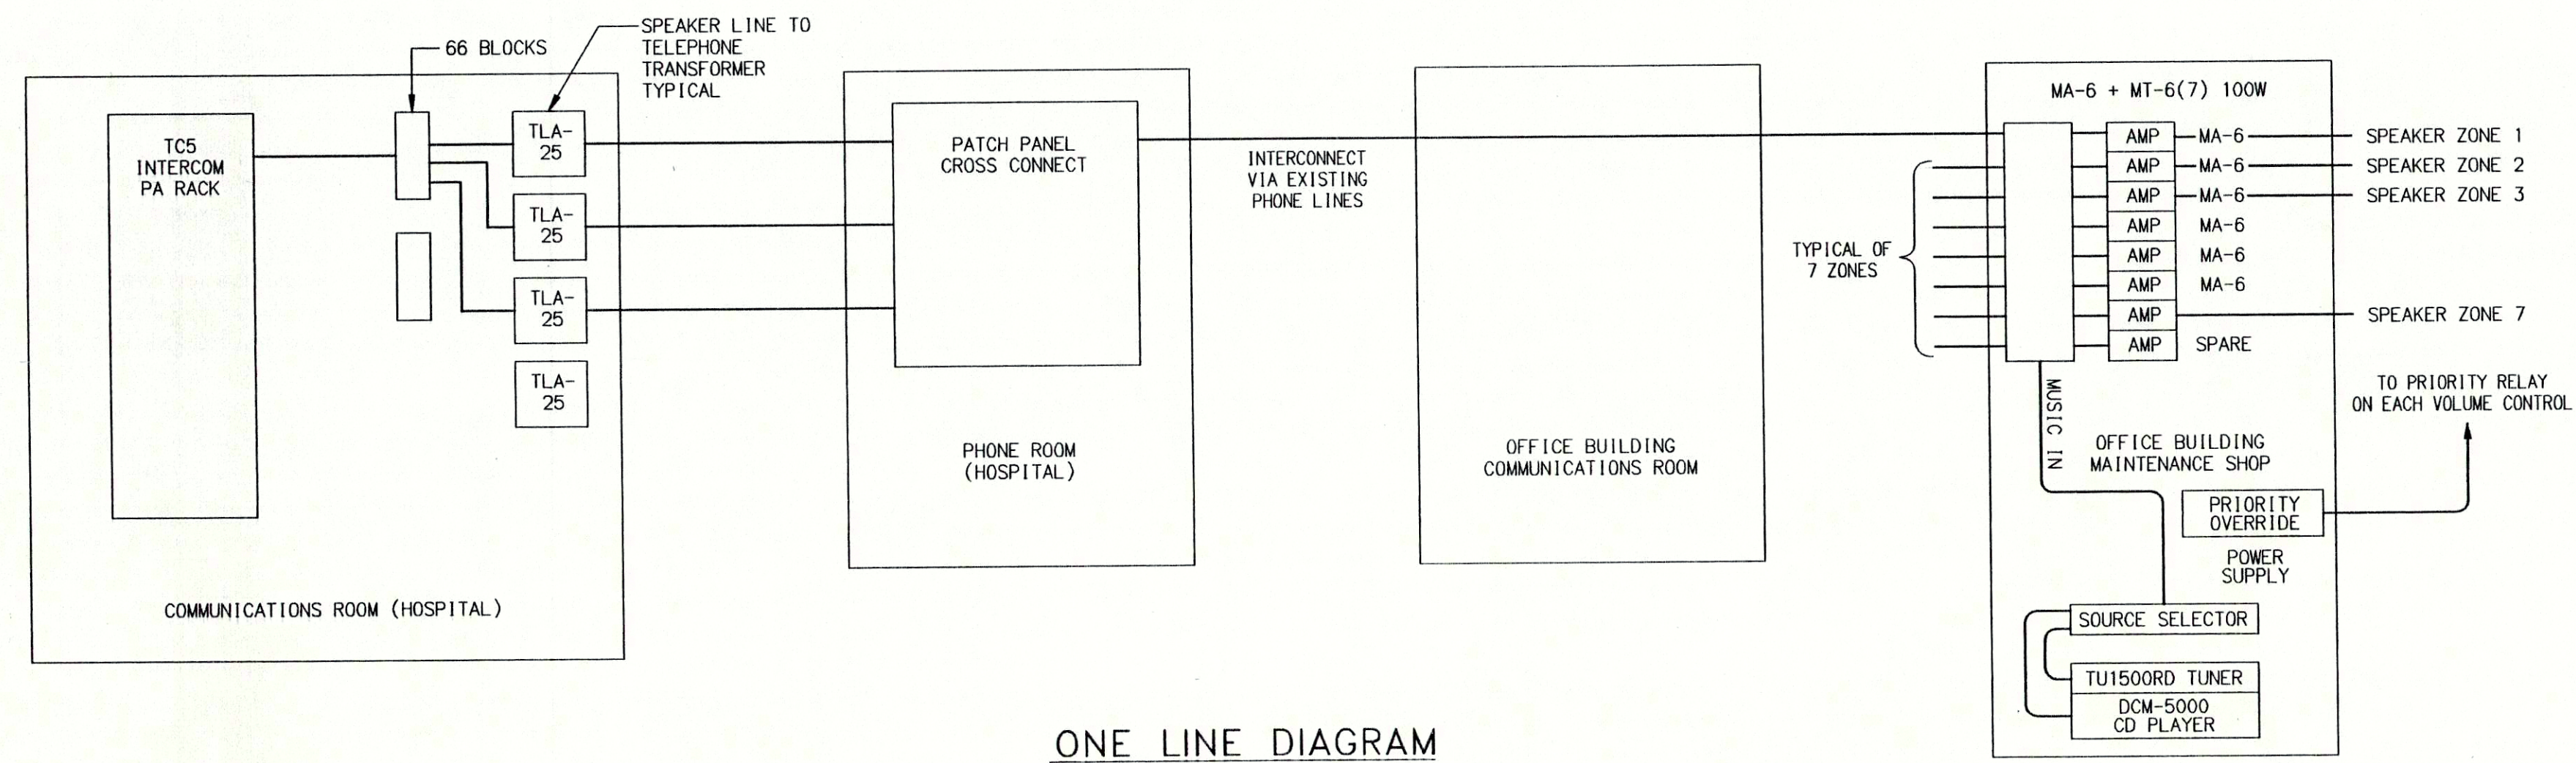 SPEAKER LINE TO
TELEPHONE
TRANSFORMER
TYPICAL
66 BLOCKS
TC5
INTERCOM
PA RACK
TLA-
25
TLA-
25
TLA-
25
TLA-
25
COMMUNICATIONS ROOM (HOSPITAL)
PATCH PANEL
CROSS CONNECT
PHONE ROOM
(HOSPITAL)
INTERCONNECT
VIA EXISTING
PHONE LINES
OFFICE BUILDING
COMMUNICATIONS ROOM
TYPICAL OF
7 ZONES
MA-6 + MT-6(7) 100W
AMP MA-6 SPEAKER ZONE 1
AMP MA-6 SPEAKER ZONE 2
AMP MA-6 SPEAKER ZONE 3
AMP MA-6
AMP MA-6
AMP MA-6
AMP SPEAKER ZONE 7
AMP SPARE
MUSIC IN
OFFICE BUILDING
MAINTENANCE SHOP
TO PRIORITY RELAY
ON EACH VOLUME CONTROL
PRIORITY
OVERRIDE
POWER
SUPPLY
SOURCE SELECTOR
TU1500RD TUNER
DCM-5000
CD PLAYER
ONE LINE DIAGRAM